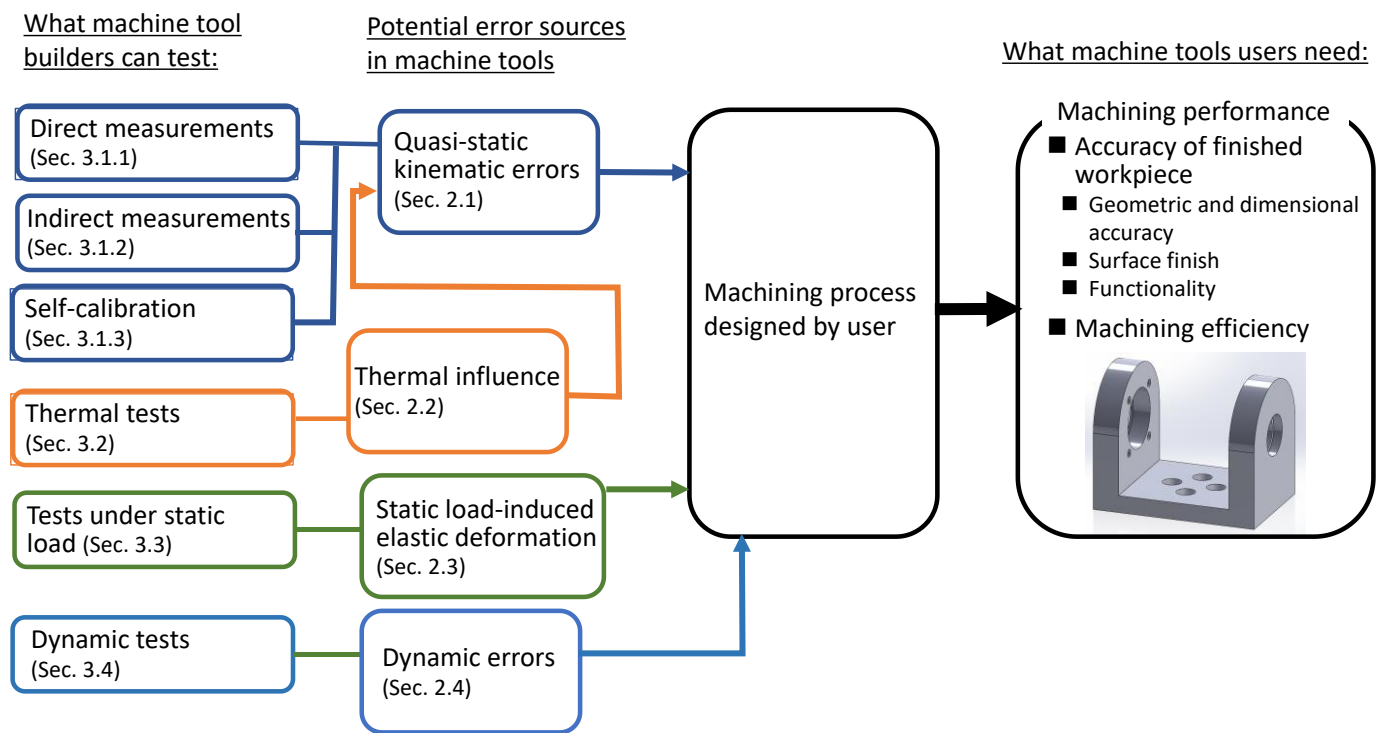 What machine tool
builders can test:
Direct measurements
(Sec. 3.1.1)
Indirect measurements
(Sec. 3.1.2)
Self-calibration
(Sec. 3.1.3)
Thermal tests
(Sec. 3.2)
Tests under static
load (Sec. 3.3)
Dynamic tests
(Sec. 3.4)
Potential error sources
in machine tools
Quasi-static
kinematic errors
(Sec. 2.1)
Thermal influence
(Sec. 2.2)
Static load-induced
elastic deformation
(Sec. 2.3)
Dynamic errors
(Sec. 2.4)
Machining process
designed by user
What machine tools users need:
Machining performance
■ Accuracy of finished
workpiece
■ Geometric and dimensional
accuracy
■ Surface finish
■ Functionality
■ Machining efficiency